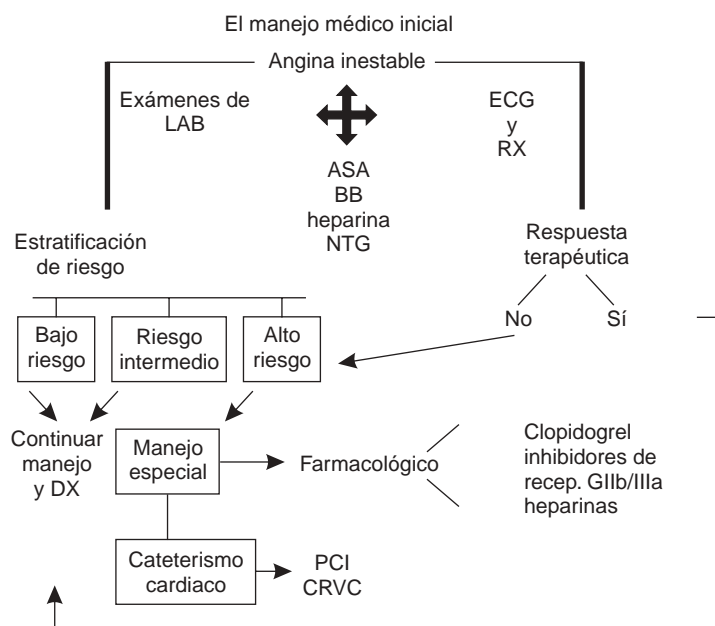 El manejo médico inicial
Angina inestable
Exámenes de
LAB
ECG
y
RX
ASA
BB
heparina
NTG
Estratificación
de riesgo
Respuesta
terapéutica
No
Sí
Bajo
riesgo
Riesgo
intermedio
Alto
riesgo
Continuar
manejo
y DX
Manejo
especial
Farmacológico
Clopidogrel
inhibidores de
recep. GIIb/IIIa
heparinas
Cateterismo
cardiaco
PCI
CRVC